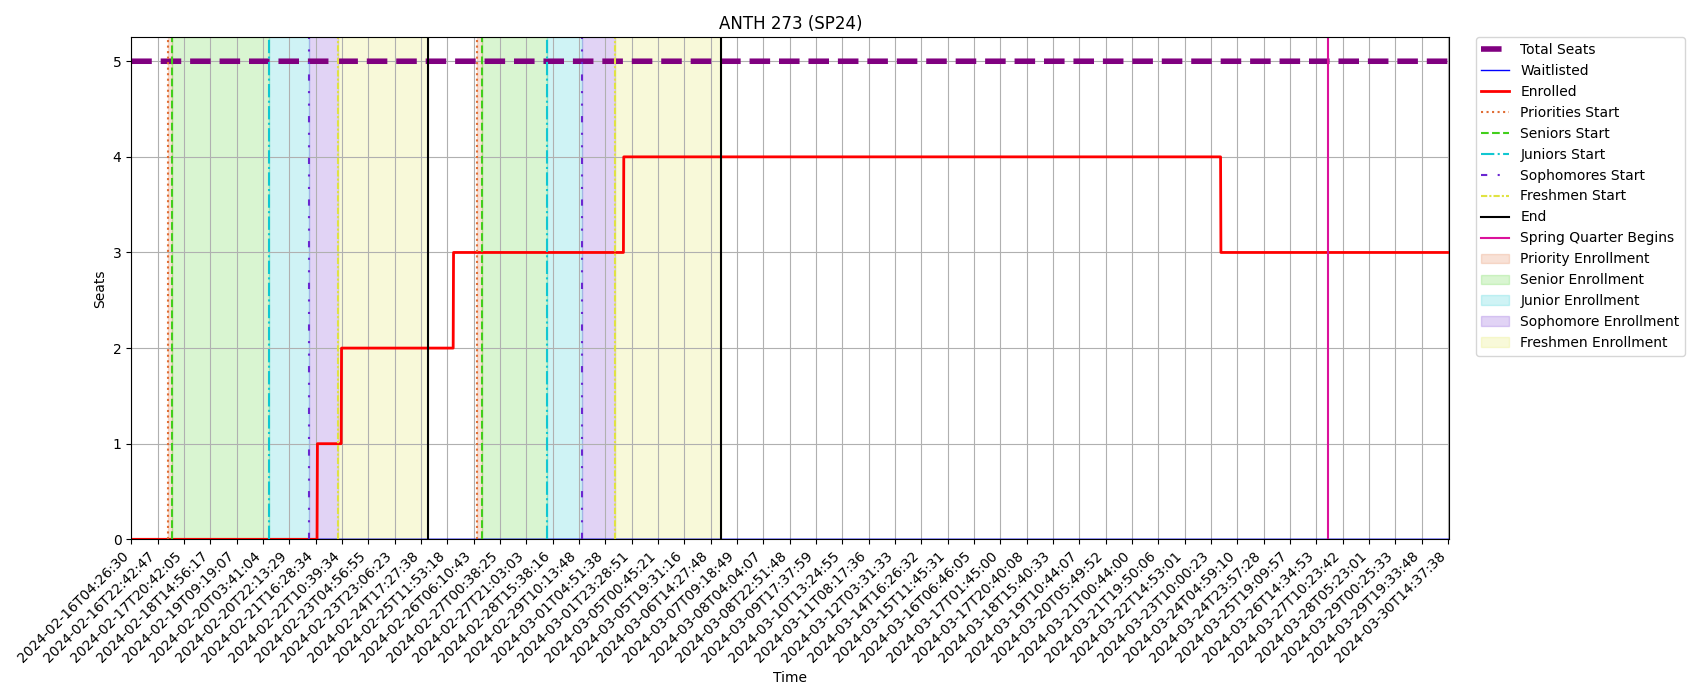 ANTH 273 (SP24)
Seats
5
4
3
2
1
0
2024-02-16T04:26:30
2024-02-16T22:42:47
2024-02-17T20:42:05
2024-02-18T14:56:17
2024-02-19T09:19:07
2024-02-20T03:41:04
2024-02-20T22:13:29
2024-02-21T16:28:34
2024-02-22T10:39:34
2024-02-23T04:56:55
2024-02-23T23:06:23
2024-02-24T17:27:38
2024-02-25T11:53:18
2024-02-26T06:10:43
2024-02-27T00:38:25
2024-02-27T21:03:03
2024-02-28T15:38:16
2024-02-29T10:13:48
2024-03-01T04:51:38
2024-03-01T23:28:51
2024-03-05T00:45:21
2024-03-05T19:31:16
2024-03-06T14:27:48
2024-03-07T09:18:49
2024-03-08T04:04:07
2024-03-08T22:51:48
2024-03-09T17:37:59
2024-03-10T13:24:55
2024-03-11T08:17:36
2024-03-12T03:31:33
2024-03-14T16:26:32
2024-03-15T11:45:31
2024-03-16T06:46:05
2024-03-17T01:45:00
2024-03-17T20:40:08
2024-03-18T15:40:33
2024-03-19T10:44:07
2024-03-20T05:49:52
2024-03-21T00:44:00
2024-03-21T19:50:06
2024-03-22T14:53:01
2024-03-23T10:00:23
2024-03-24T04:59:10
2024-03-24T23:57:28
2024-03-25T19:09:57
2024-03-26T14:34:53
2024-03-27T10:23:42
2024-03-28T05:23:01
2024-03-29T00:25:33
2024-03-29T19:33:48
2024-03-30T14:37:38
Time
Total Seats
Waitlisted
Enrolled
Priorities Start
Seniors Start
Juniors Start
Sophomores Start
Freshmen Start
End
Spring Quarter Begins
Priority Enrollment
Senior Enrollment
Junior Enrollment
Sophomore Enrollment
Freshmen Enrollment